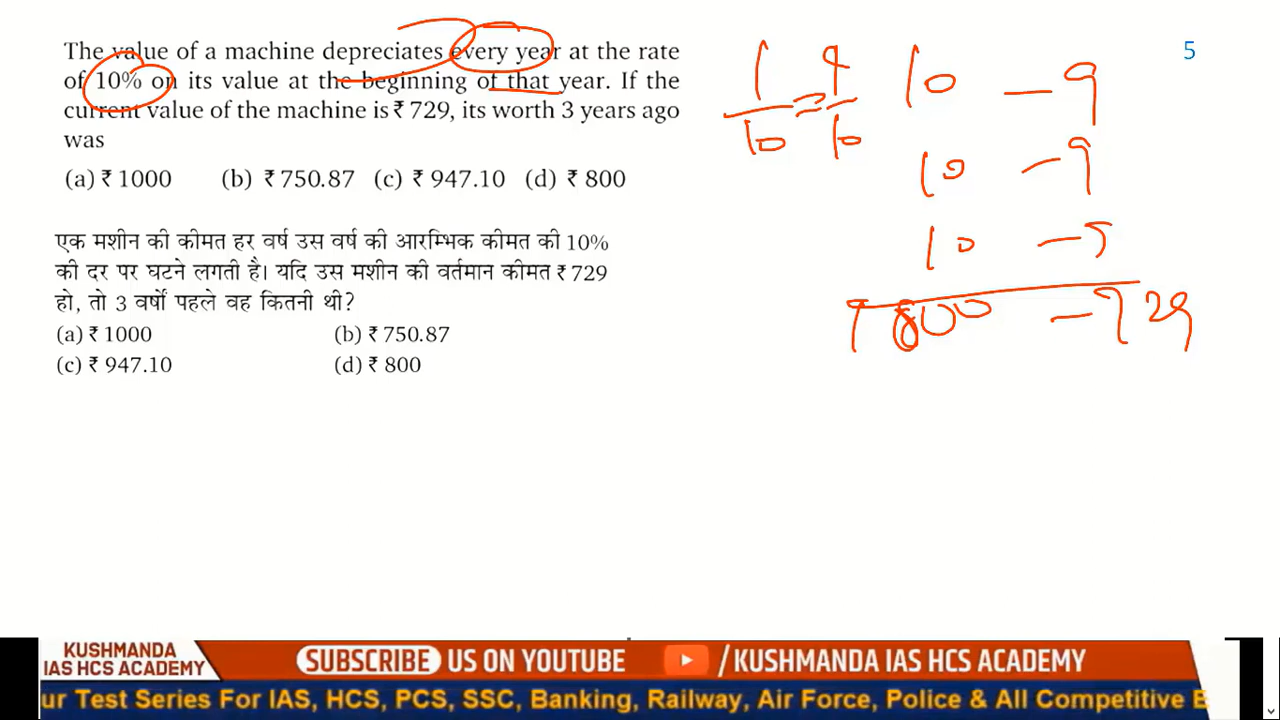 The value of a machine depreciates every year at the rate
of 10% on its value at the beginning of that year. If the
current value of the machine is ₹ 729, its worth 3 years ago
was
(a) ₹ 1000 (b) ₹ 750.87 (c) ₹ 947.10 (d) ₹ 800
एक मशीन की कीमत हर वर्ष उस वर्ष की आरम्भिक कीमत की 10%
की दर पर घटने लगती है। यदि उस मशीन की वर्तमान कीमत ₹ 729
हो, तो 3 वर्षों पहले वह कितनी थी?
(a) ₹ 1000 (b) ₹ 750.87
(c) ₹ 947.10 (d) ₹ 800
5
1/10 = 9/10
10 – 9
10 – 9
10 – 9
1000 – 729
KUSHMANDA
IAS HCS ACADEMY
SUBSCRIBE US ON YOUTUBE /KUSHMANDA IAS HCS ACADEMY
ur Test Series For IAS, HCS, PCS, SSC, Banking, Railway, Air Force, Police & All Competitive E